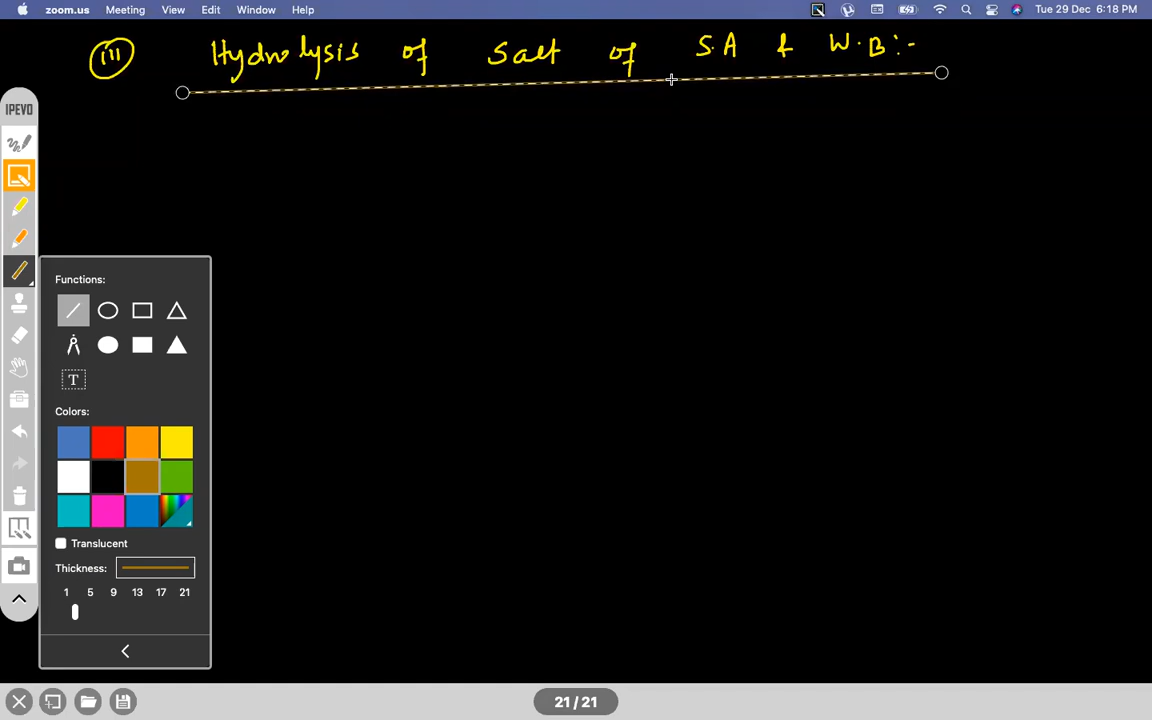 zoom.us Meeting View Edit Window Help Tue 29 Dec 6:18 PM
(iii) Hydrolysis of Salt of S.A & W.B :-
IPEVO
Functions:
T
Colors:
Translucent
Thickness:
1 5 9 13 17 21
21 / 21